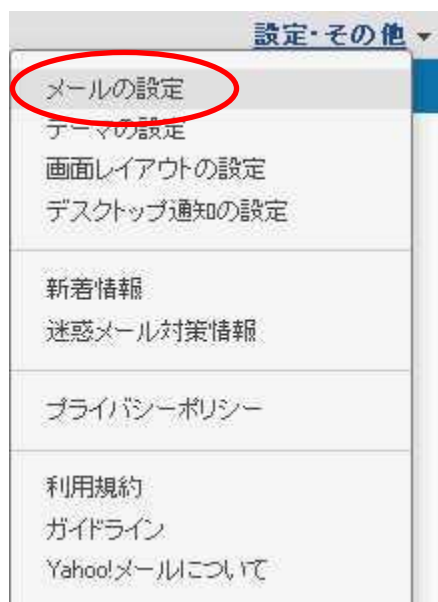 設定・その他
メールの設定
テーマの設定
画面レイアウトの設定
デスクトップ通知の設定
新着情報
迷惑メール対策情報
プライバシーポリシー
利用規約
ガイドライン
Yahoo!メールについて